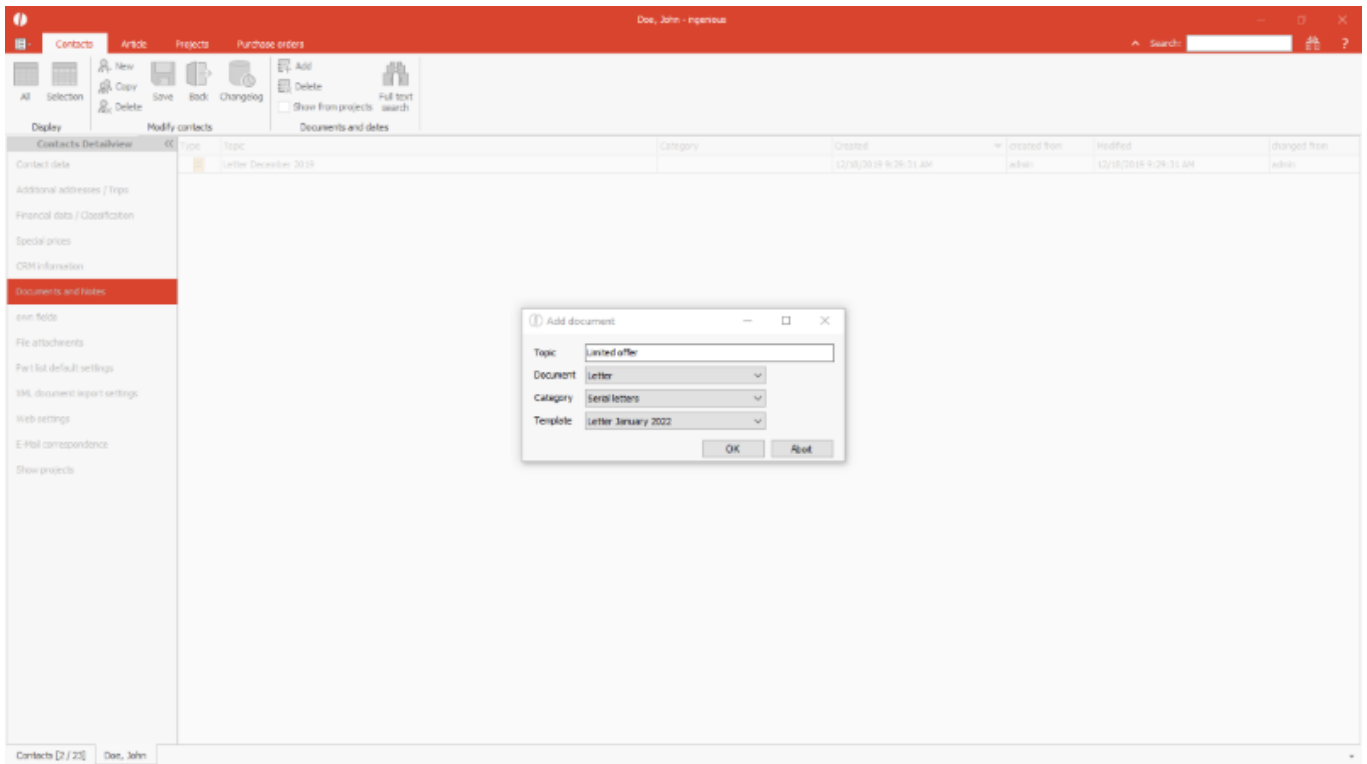 Doe, John - ingenious
Contacts Article Projects Purchase orders Search: ?
All Selection New Copy Delete Save Back Changelog Add Delete Show from projects Full text search
Display Modify contacts Documents and dates
Contacts Detailview Type Topic Category Created created from Modified changed from
Contact data Letter December 2019 12/18/2019 9:29:31 AM admin 12/18/2019 9:29:31 AM admin
Additional addresses / Trips
Financial data / Classification
Special prices
CRM information
Documents and Notes
own fields
File attachments
Part list default settings
XML document import settings
Web settings
E-Mail correspondence
Show projects
Add document
Topic Limited offer
Document Letter
Category Serial letters
Template Letter January 2022
OK Abort
Contacts [2 / 23] Doe, John